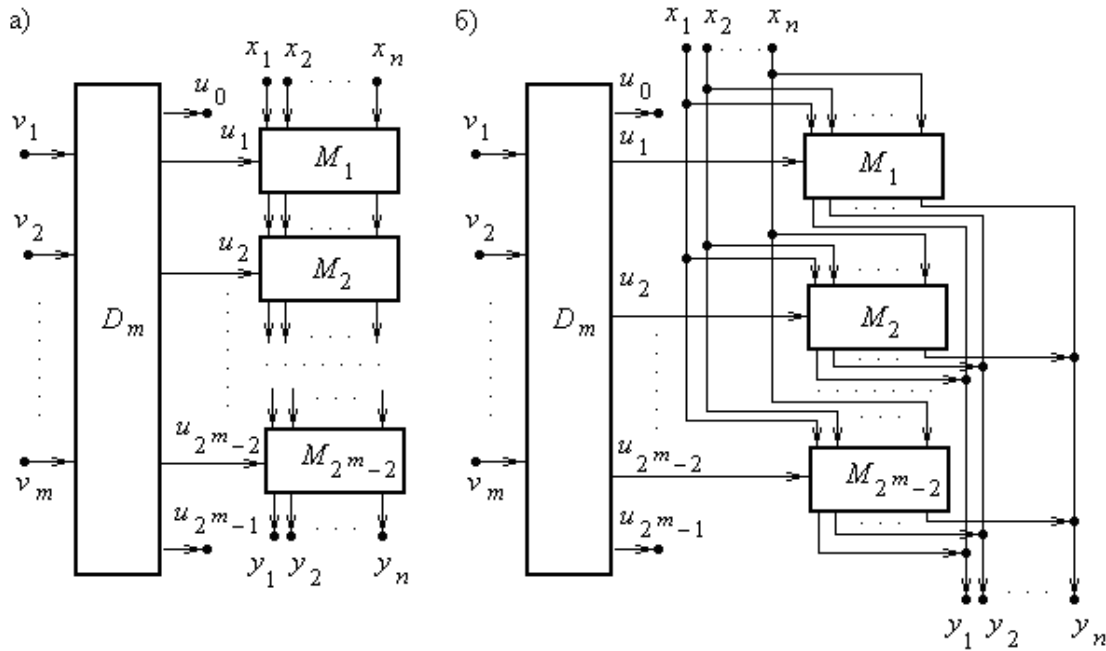 а)
x₁ x₂ . . . . xₙ
u₀
v₁
u₁
M₁
v₂
u₂
M₂
Dₘ
u₂ᵐ₋₂
M₂ᵐ₋₂
vₘ
u₂ᵐ₋₁
y₁ y₂ . . . . yₙ
б)
x₁ x₂ . . . . xₙ
u₀
v₁
u₁
M₁
v₂
u₂
M₂
Dₘ
u₂ᵐ₋₂
M₂ᵐ₋₂
vₘ
u₂ᵐ₋₁
y₁ y₂ . . . . yₙ